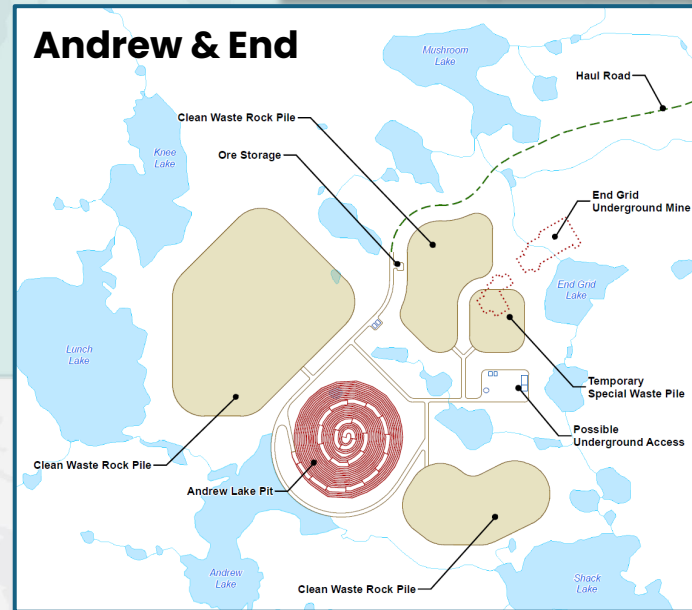 Andrew & End
Mushroom
Lake
Haul Road
Clean Waste Rock Pile
Knee
Lake
Ore Storage
End Grid
Underground Mine
End Grid
Lake
Lunch
Lake
Temporary
Special Waste Pile
Possible
Underground Access
Clean Waste Rock Pile
Andrew Lake Pit
Andrew
Lake
Shack
Lake
Clean Waste Rock Pile